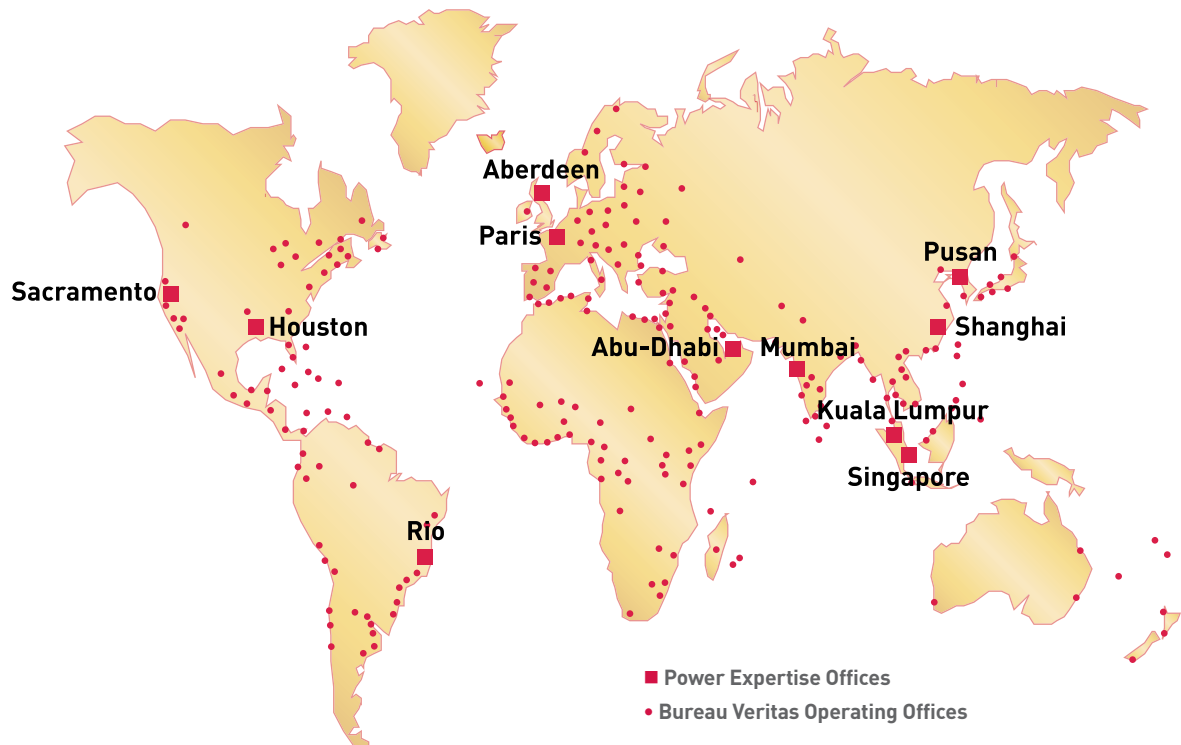 Aberdeen
Paris
Pusan
Sacramento
Houston
Shanghai
Abu-Dhabi
Mumbai
Kuala Lumpur
Singapore
Rio
Power Expertise Offices
Bureau Veritas Operating Offices